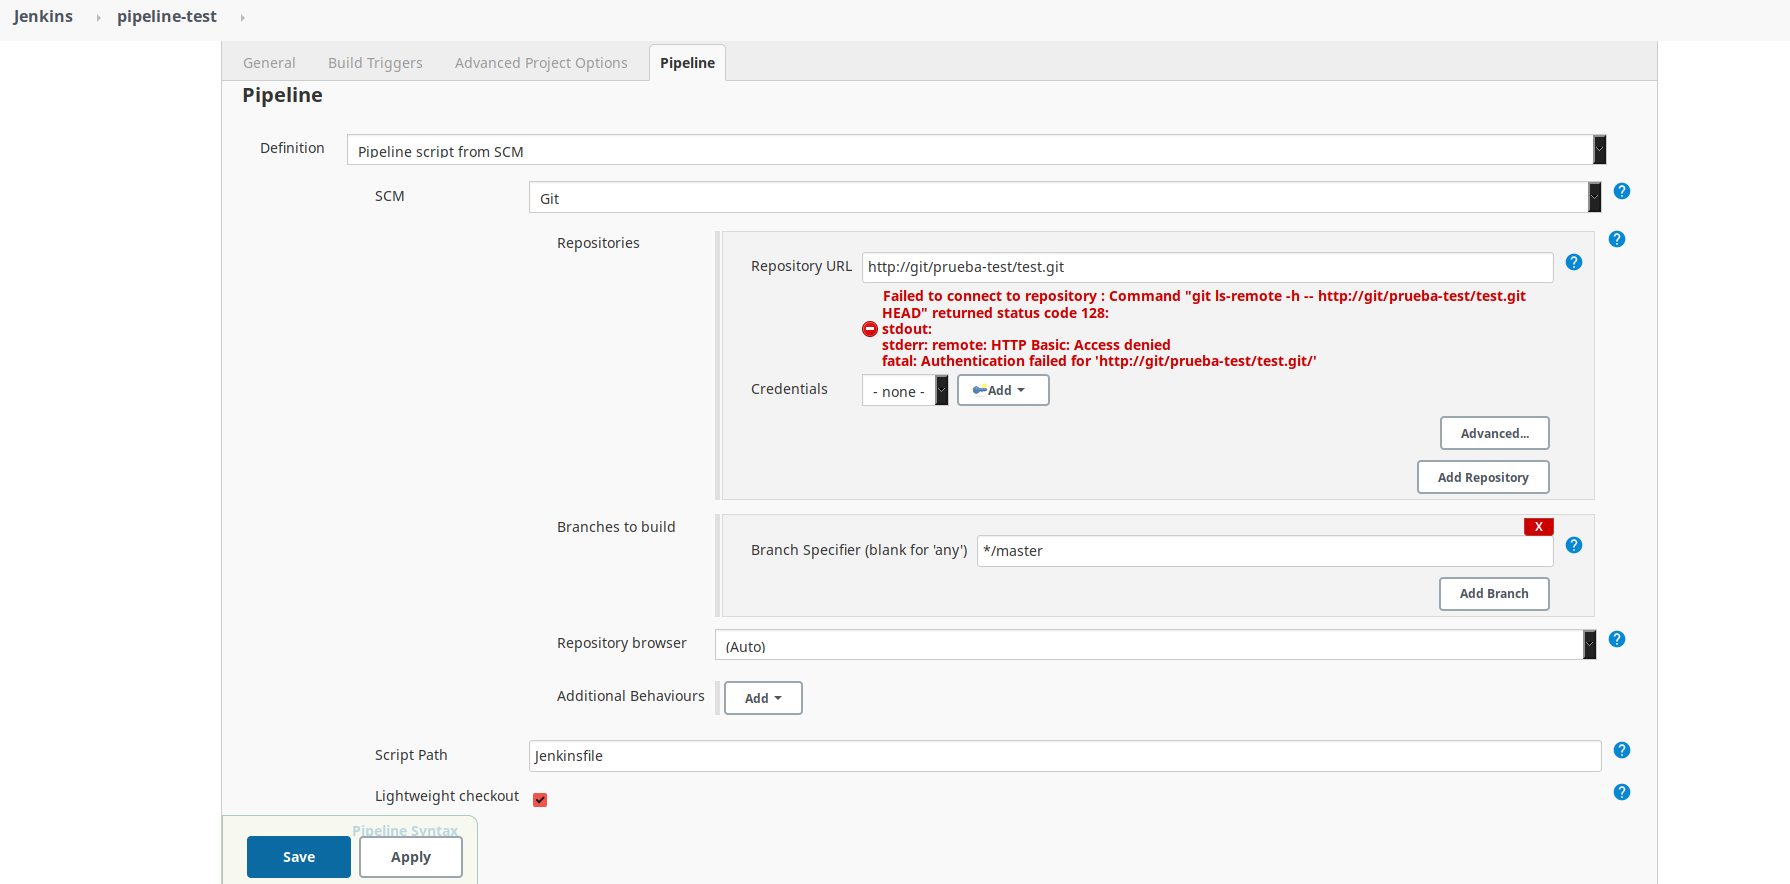 Jenkins pipeline-test
General Build Triggers Advanced Project Options Pipeline
Pipeline
Definition Pipeline script from SCM
SCM Git
Repositories
Repository URL http://git/prueba-test/test.git
Failed to connect to repository : Command "git ls-remote -h -- http://git/prueba-test/test.git
HEAD" returned status code 128:
stdout:
stderr: remote: HTTP Basic: Access denied
fatal: Authentication failed for 'http://git/prueba-test/test.git/'
Credentials - none - Add
Advanced...
Add Repository
Branches to build
X
Branch Specifier (blank for 'any') */master
Add Branch
Repository browser (Auto)
Additional Behaviours Add
Script Path Jenkinsfile
Lightweight checkout
Pipeline Syntax
Save Apply